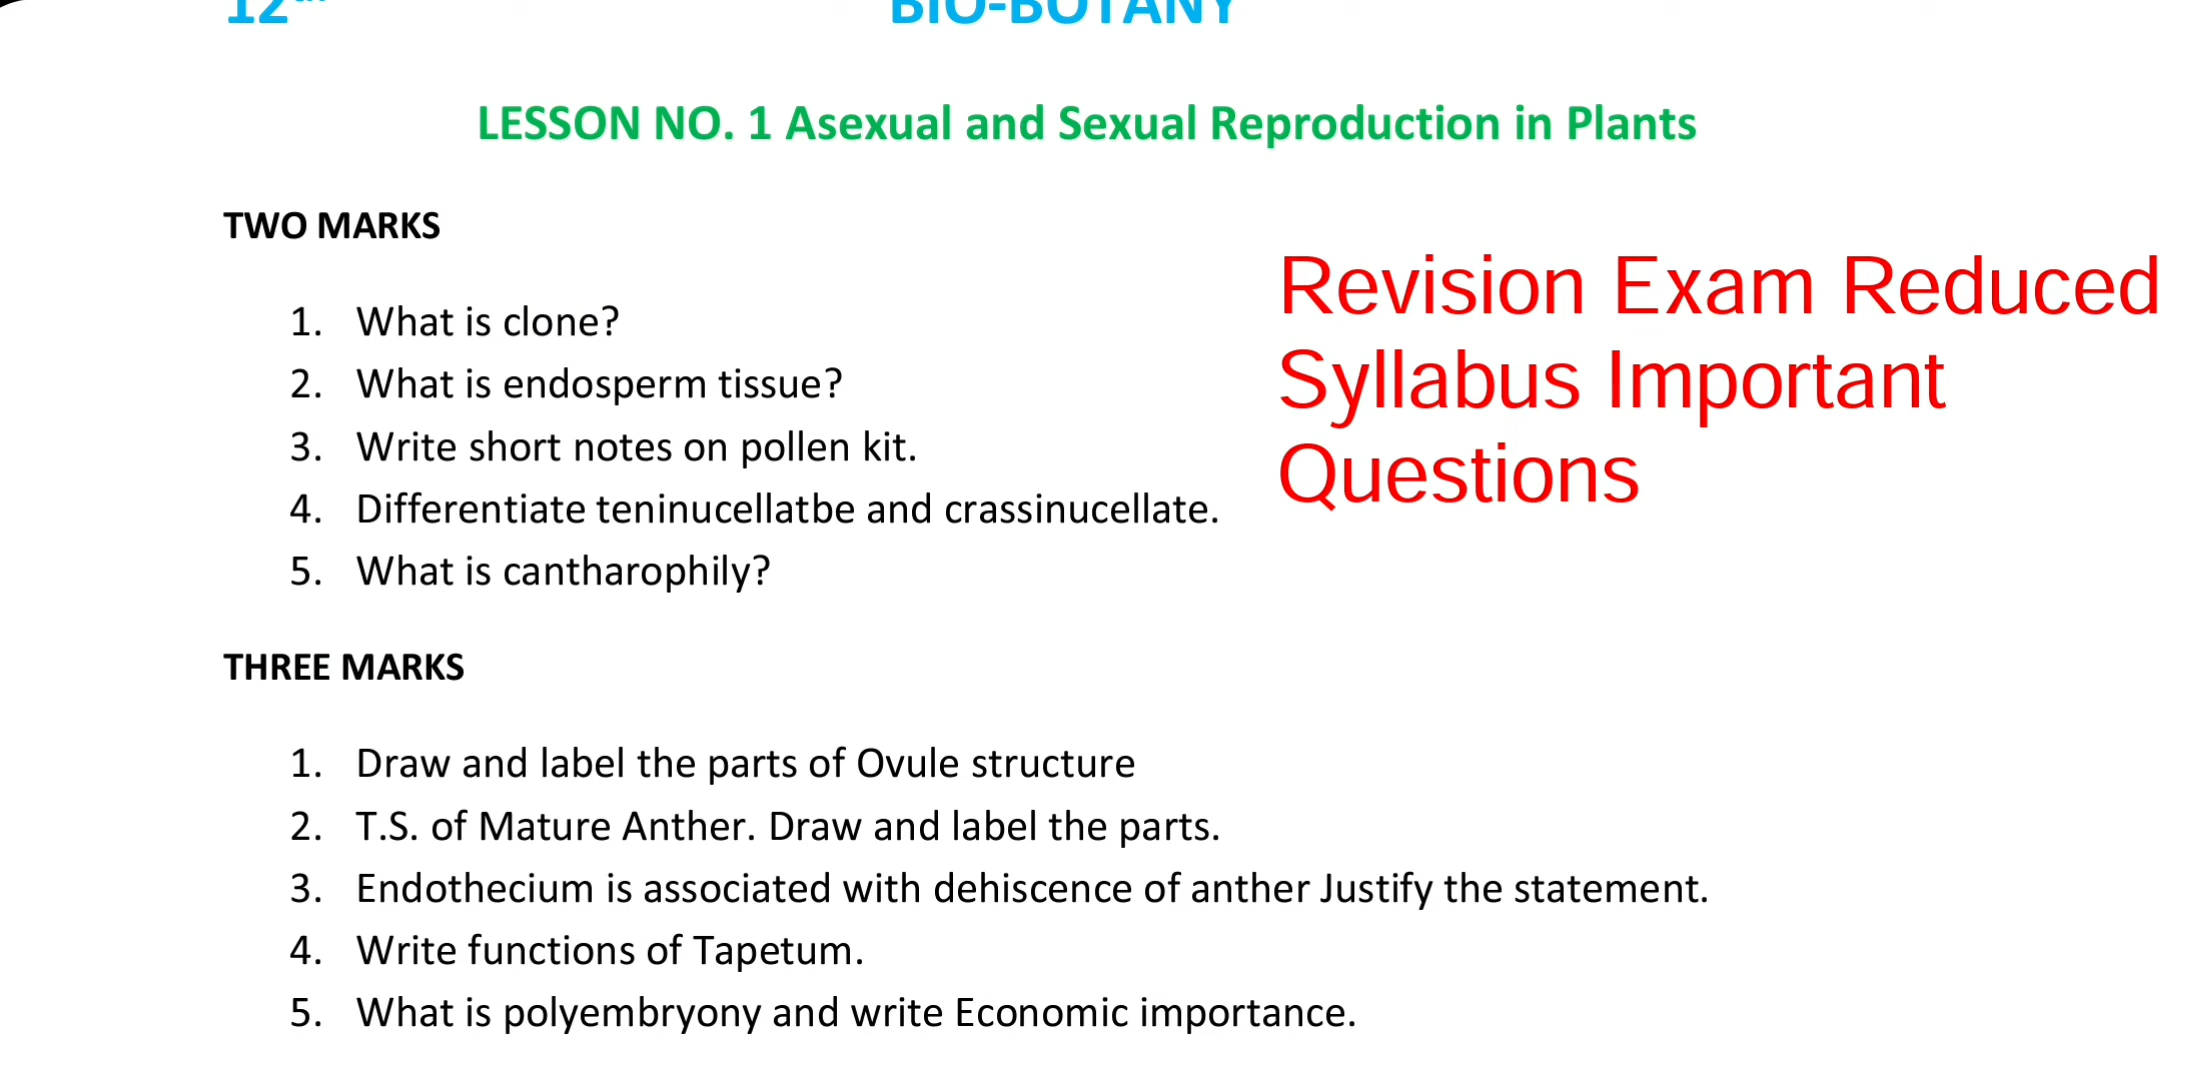 12th BIO-BOTANY
LESSON NO. 1 Asexual and Sexual Reproduction in Plants
TWO MARKS
1. What is clone?
2. What is endosperm tissue?
3. Write short notes on pollen kit.
4. Differentiate teninucellatbe and crassinucellate.
5. What is cantharophily?
Revision Exam Reduced
Syllabus Important
Questions
THREE MARKS
1. Draw and label the parts of Ovule structure
2. T.S. of Mature Anther. Draw and label the parts.
3. Endothecium is associated with dehiscence of anther Justify the statement.
4. Write functions of Tapetum.
5. What is polyembryony and write Economic importance.